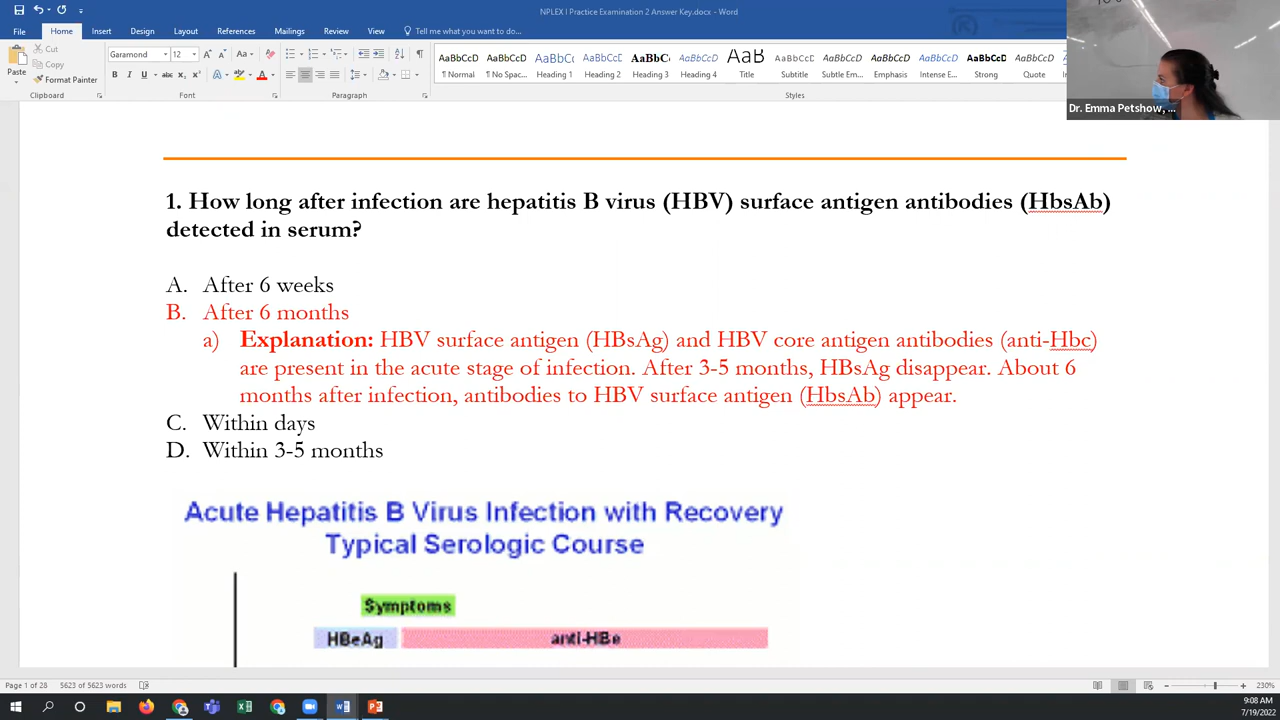 NPLEX I Practice Examination 2 Answer Key.docx - Word
File Home Insert Draw Design Layout References Mailings Review View Tell me what you want to do...
Paste
Cut
Copy
Format Painter
Clipboard
Garamond 12
Font
Paragraph
AaBbCcD AaBbCcD AaBbC AaBbCcD AaBbC AaBbCcD AaB AaBbCcD AaBbCcD AaBbCcD AaBbCcD AaBbCcD AaBbCcD
¶ Normal ¶ No Spac... Heading 1 Heading 2 Heading 3 Heading 4 Title Subtitle Subtle Em... Emphasis Intense E... Strong Quote
Styles
Dr. Emma Petshow, ...
1. How long after infection are hepatitis B virus (HBV) surface antigen antibodies (HbsAb)
detected in serum?
A. After 6 weeks
B. After 6 months
a) Explanation: HBV surface antigen (HBsAg) and HBV core antigen antibodies (anti-Hbc)
are present in the acute stage of infection. After 3-5 months, HBsAg disappear. About 6
months after infection, antibodies to HBV surface antigen (HbsAb) appear.
C. Within days
D. Within 3-5 months
Acute Hepatitis B Virus Infection with Recovery
Typical Serologic Course
Symptoms
HBeAg anti-HBe
Page 1 of 28 5623 of 5623 words
230%
9:08 AM
7/19/2022